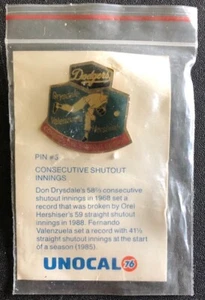 Dodgers
Drysdale
Valenzuela
PIN #3
CONSECUTIVE SHUTOUT
INNINGS
Don Drysdale's 58⅔ consecutive
shutout innings in 1968 set a
record that was broken by Orel
Hershiser's 59 straight shutout
innings in 1988. Fernando
Valenzuela set a record with 41⅓
straight shutout innings at the start
of a season (1985).
UNOCAL 76